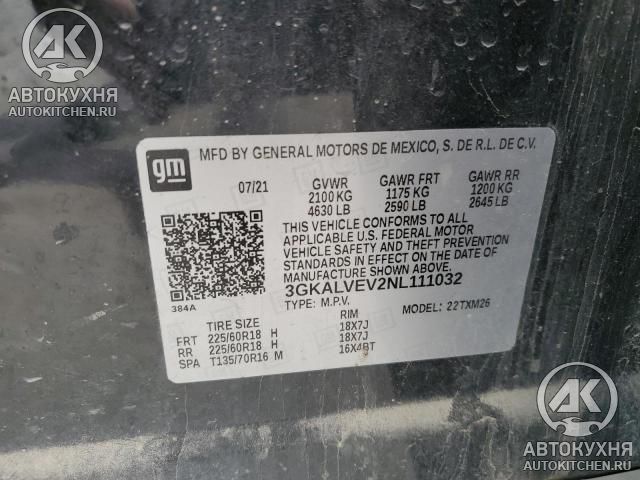 АК
АВТОКУХНЯ
AUTOKITCHEN.RU
gm
MFD BY GENERAL MOTORS DE MEXICO, S. DE R.L. DE C.V.
07/21 GVWR GAWR FRT GAWR RR
2100 KG 1175 KG 1200 KG
4630 LB 2590 LB 2645 LB
THIS VEHICLE CONFORMS TO ALL
APPLICABLE U.S. FEDERAL MOTOR
VEHICLE SAFETY AND THEFT PREVENTION
STANDARDS IN EFFECT ON THE DATE OF
MANUFACTURE SHOWN ABOVE.
384A 3GKALVEV2NL111032
TYPE: M.P.V. MODEL: 22TXM26
TIRE SIZE RIM
FRT 225/60R18 H 18X7J
RR 225/60R18 H 18X7J
SPA T135/70R16 M 16X4BT
АК
АВТОКУХНЯ
AUTOKITCHEN.RU